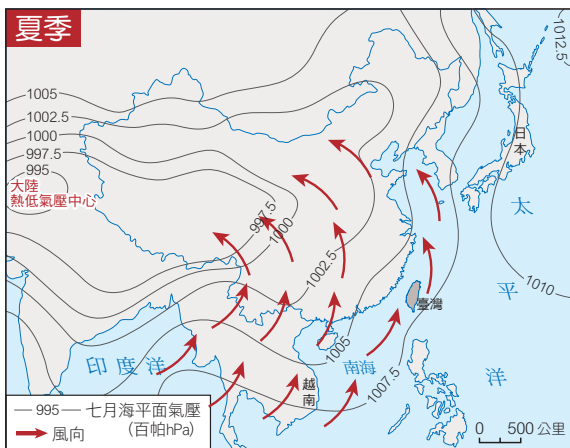 夏季
1012.5
1005
1002.5
1000
997.5
995
大陸
熱低氣壓中心
日本
997.5
1000
1002.5
太平洋
1010
臺灣
1005
1007.5
印度洋
南海
越南
995 七月海平面氣壓
(百帕hPa)
風向
0 500 公里